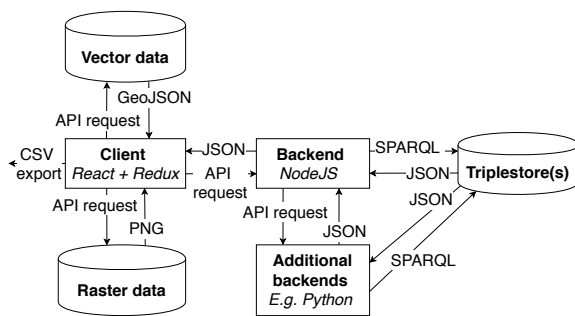 Vector data
GeoJSON
API request
CSV
export
Client
React + Redux
JSON
API
request
Backend
NodeJS
SPARQL
JSON
Triplestore(s)
API request
PNG
API request
JSON
JSON
SPARQL
Raster data
Additional
backends
E.g. Python